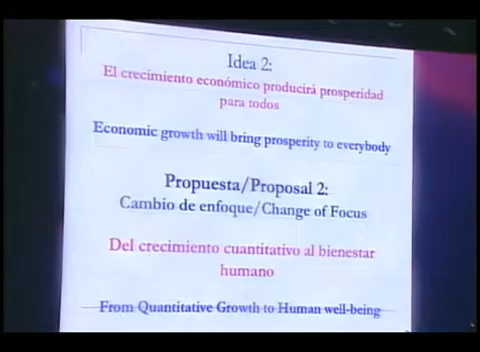 Idea 2:
El crecimiento económico producirá prosperidad
para todos
Economic growth will bring prosperity to everybody
Propuesta/Proposal 2:
Cambio de enfoque/Change of Focus
Del crecimiento cuantitativo al bienestar
humano
From Quantitative Growth to Human well-being